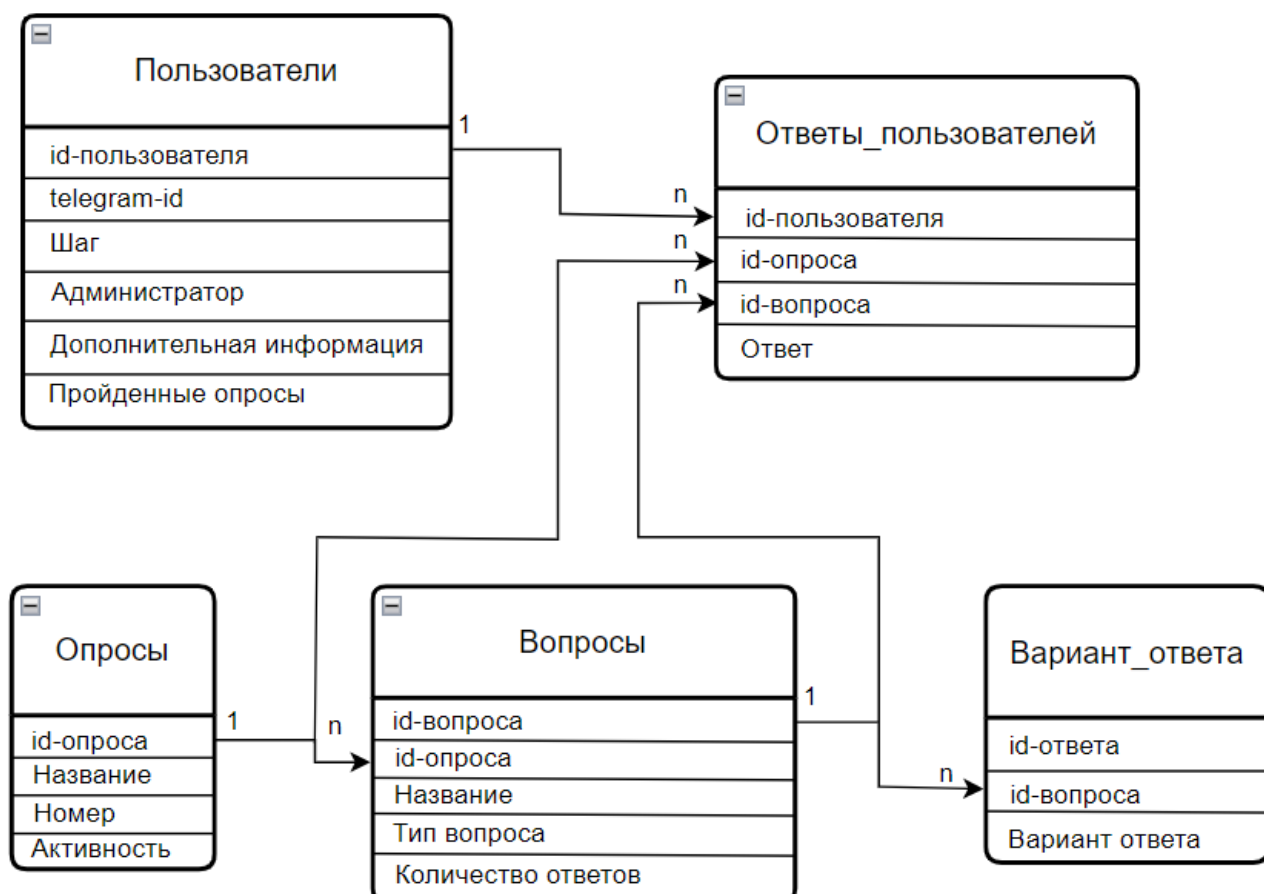 Пользователи
id-пользователя
telegram-id
Шаг
Администратор
Дополнительная информация
Пройденные опросы
1
n
n
n
Ответы_пользователей
id-пользователя
id-опроса
id-вопроса
Ответ
Опросы
id-опроса
Название
Номер
Активность
1
n
Вопросы
id-вопроса
id-опроса
Название
Тип вопроса
Количество ответов
1
n
Вариант_ответа
id-ответа
id-вопроса
Вариант ответа